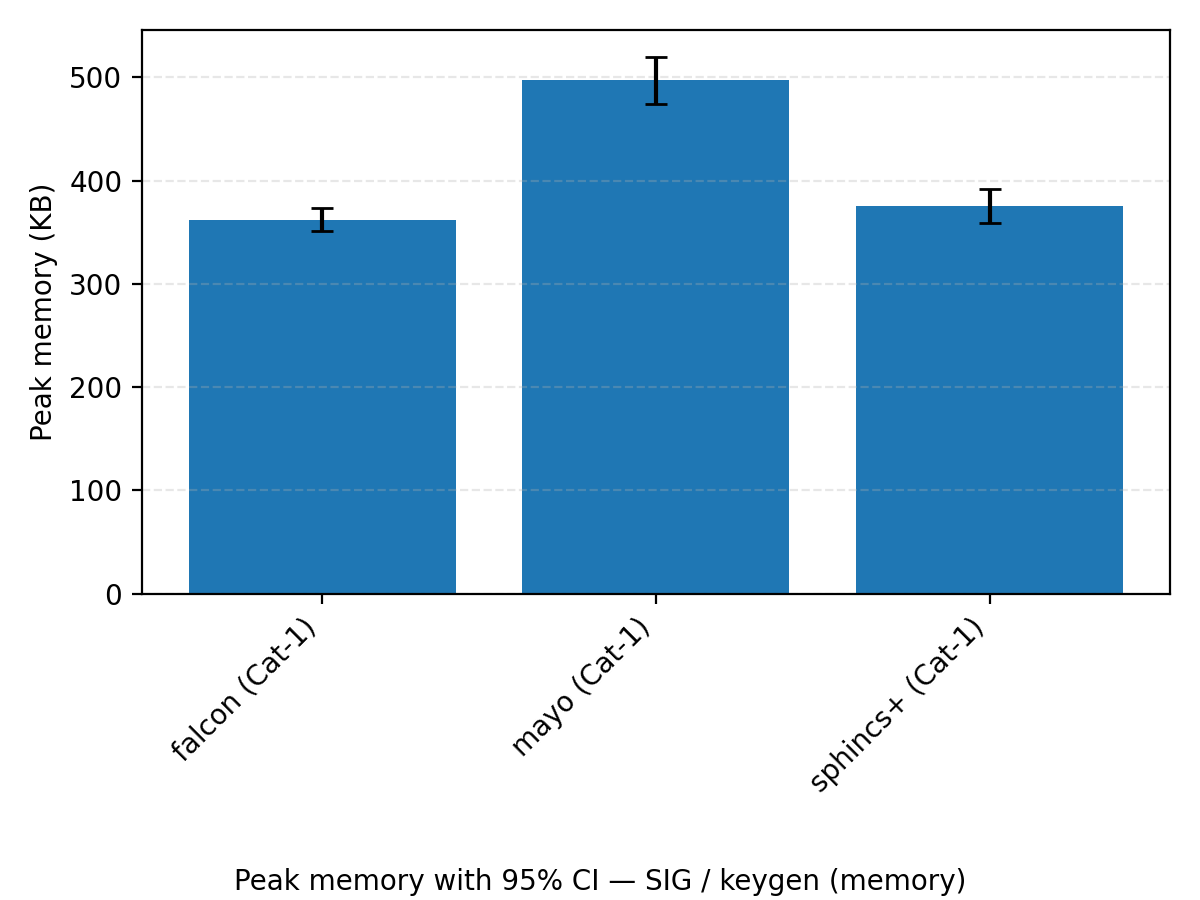 Peak memory (KB)
500
400
300
200
100
0
falcon (Cat-1)
mayo (Cat-1)
sphincs+ (Cat-1)
Peak memory with 95% CI — SIG / keygen (memory)